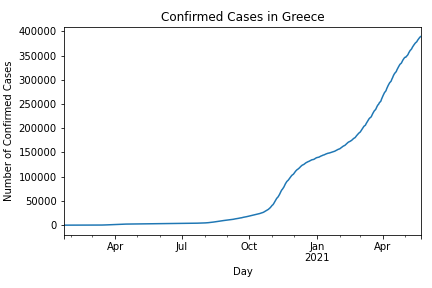 Confirmed Cases in Greece
400000
350000
300000
250000
200000
150000
100000
50000
0
Number of Confirmed Cases
Apr Jul Oct Jan Apr
2021
Day